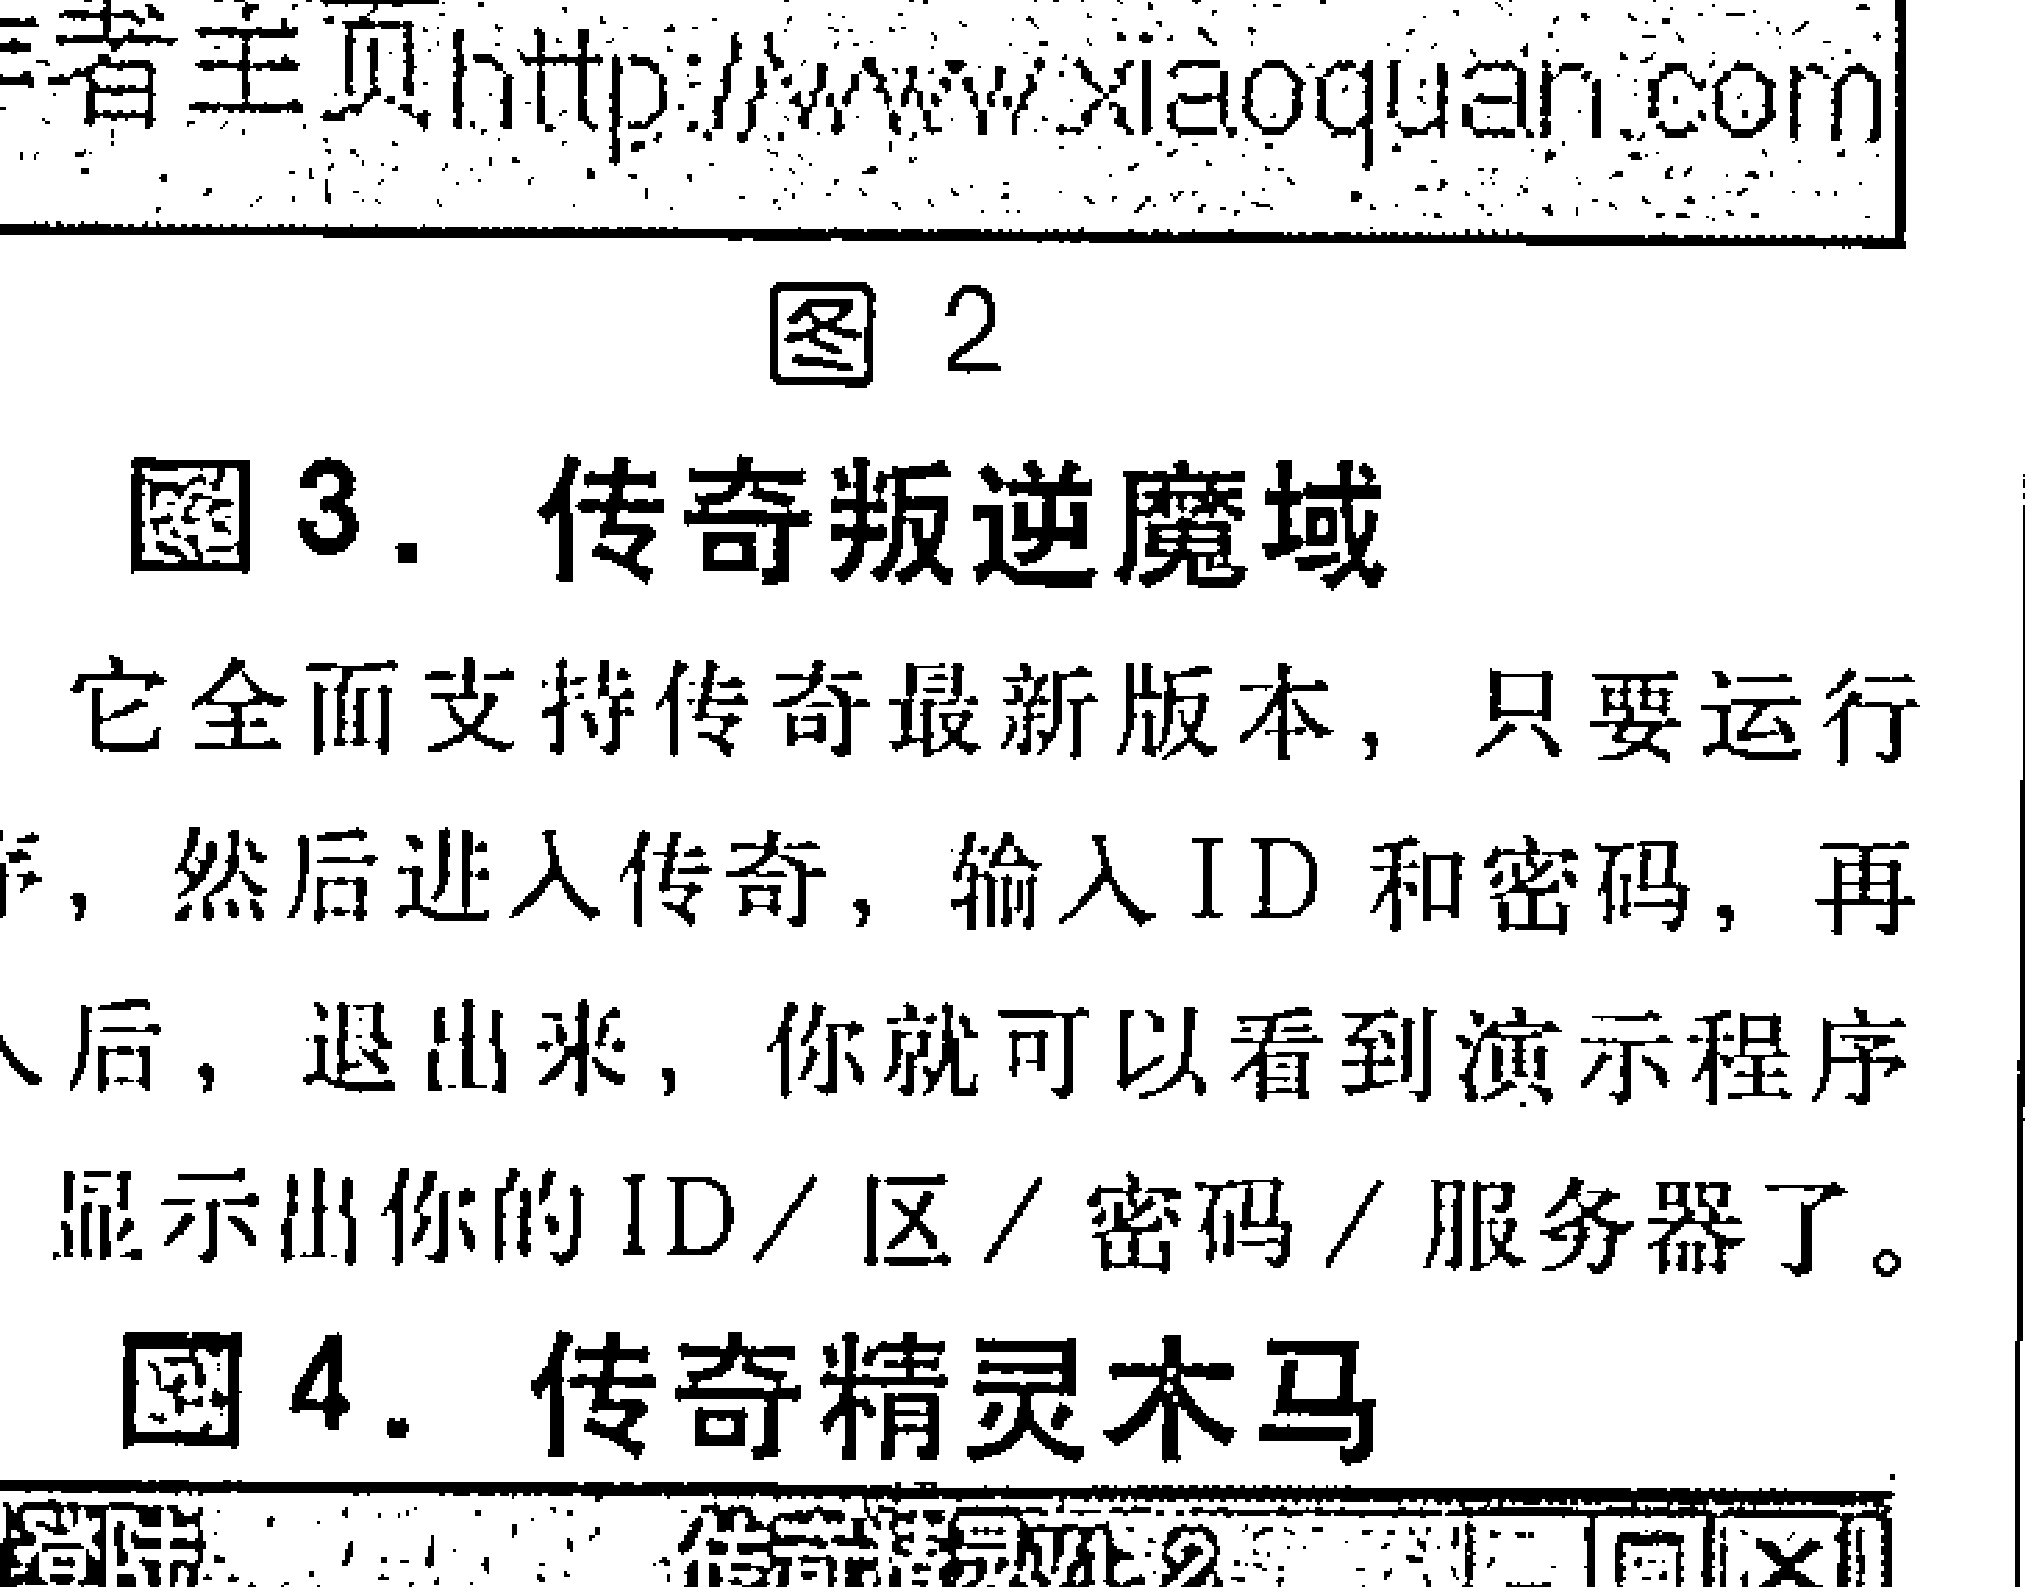 者主页http://www.xiaoquan.com
图 2
图3. 传奇叛逆魔域
它全面支持传奇最新版本，只要运行
，然后进入传奇，输入ID 和密码，再
后，退出来，你就可以看到演示程序
显示出你的ID/区/密码/服务器了。
图4. 传奇精灵木马
传奇精灵